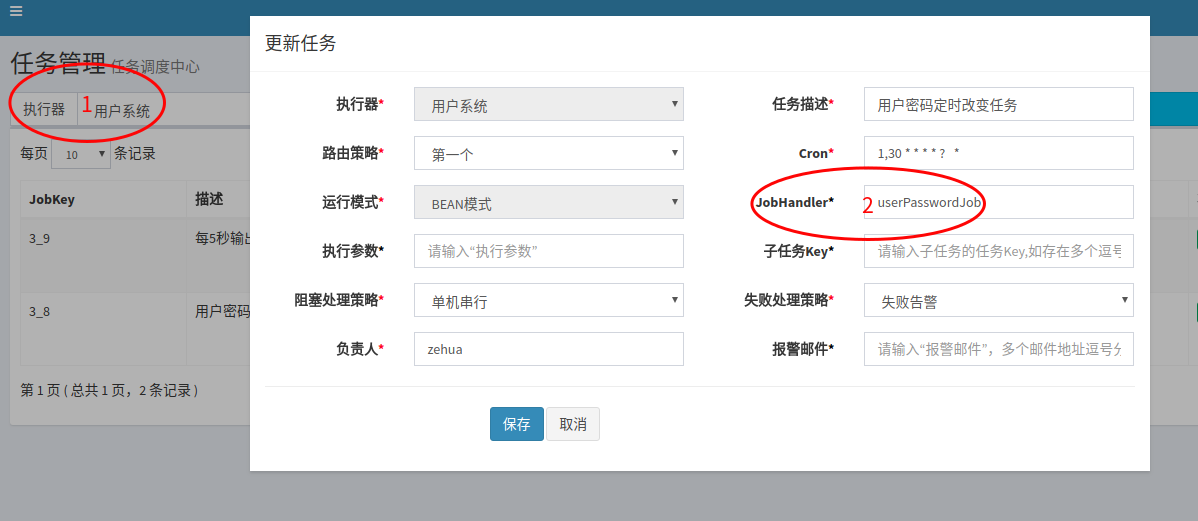 更新任务
任务管理 任务调度中心
执行器 1 用户系统
每页 10 条记录
JobKey 描述
3_9 每5秒输出
3_8 用户密码
第 1 页 ( 总共 1 页，2 条记录 )
执行器* 用户系统 任务描述* 用户密码定时改变任务
路由策略* 第一个 Cron* 1,30 * * * * ? *
运行模式* BEAN模式 JobHandler* 2 userPasswordJob
执行参数* 请输入“执行参数” 子任务Key* 请输入子任务的任务Key,如存在多个逗号
阻塞处理策略* 单机串行 失败处理策略* 失败告警
负责人* zehua 报警邮件* 请输入“报警邮件”，多个邮件地址逗号分
保存 取消